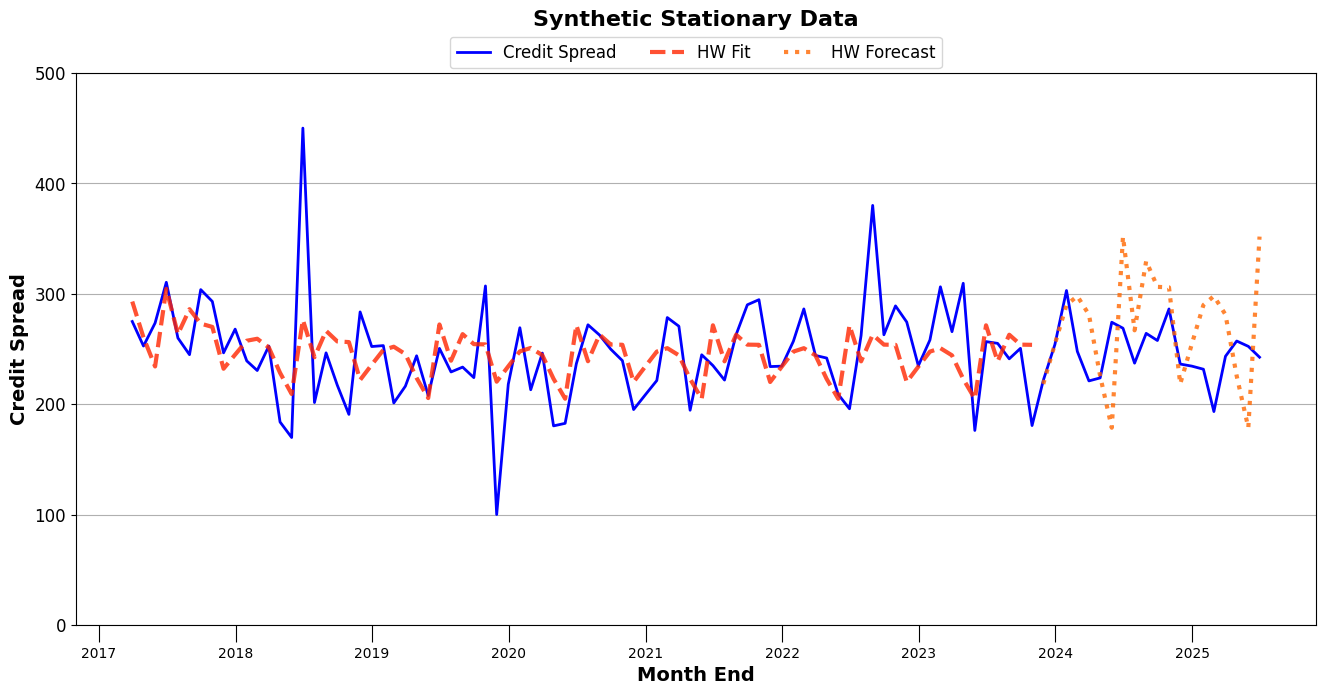 Synthetic Stationary Data
Credit Spread HW Fit HW Forecast
500
400
300
200
100
0
Credit Spread
2017 2018 2019 2020 2021 2022 2023 2024 2025
Month End